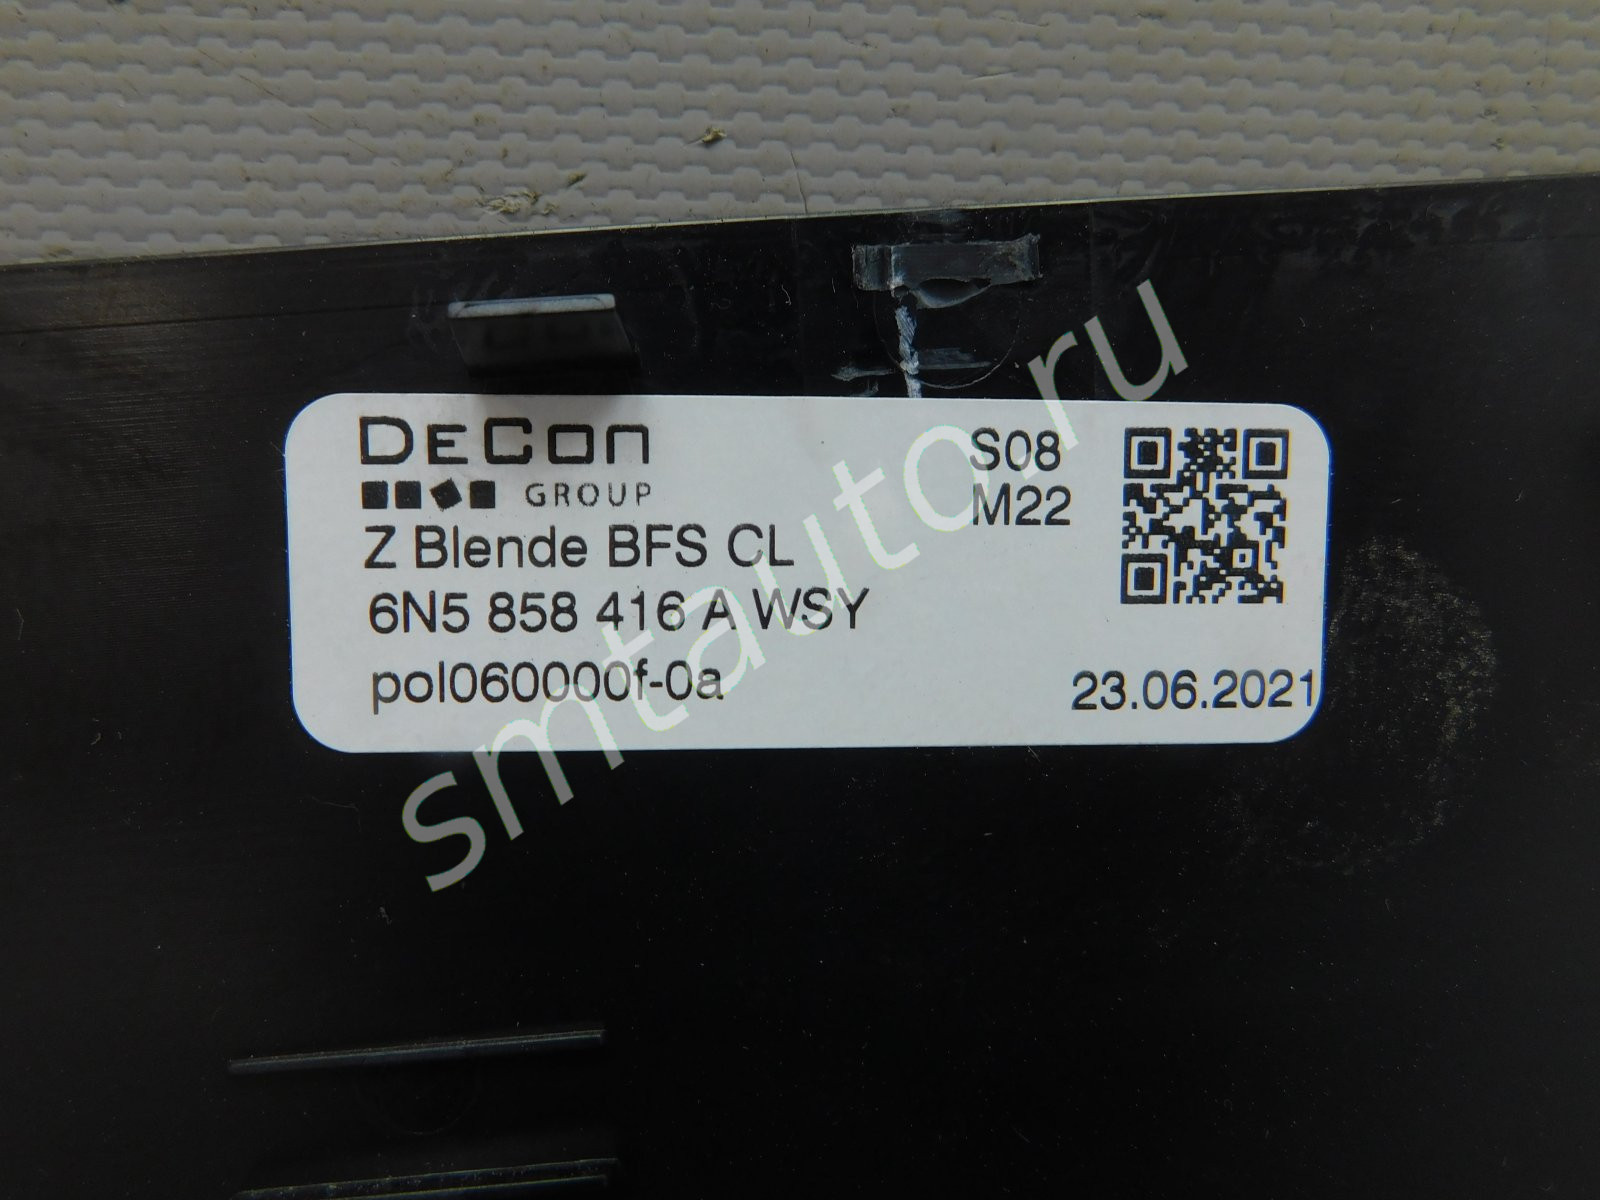 DeCon
GROUP
Z Blende BFS CL
6N5 858 416 A WSY
pol060000f-0a
S08
M22
23.06.2021
smtauto.ru